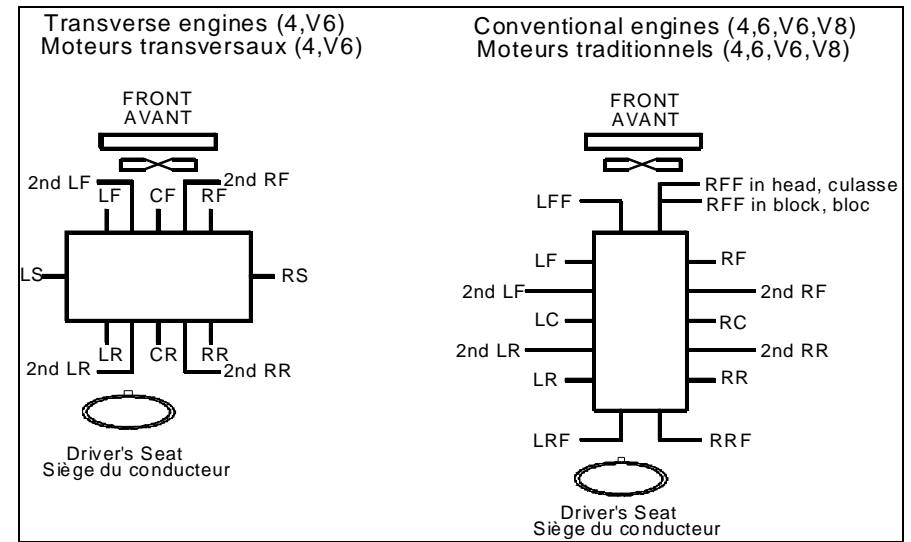 Transverse engines (4,V6)
Moteurs transversaux (4,V6)
FRONT
AVANT
2nd LF
LF
CF
RF
2nd RF
LS
RS
2nd LR
LR
CR
RR
2nd RR
Driver's Seat
Siège du conducteur
Conventional engines (4,6,V6,V8)
Moteurs traditionnels (4,6,V6,V8)
FRONT
AVANT
LFF
RFF in head, culasse
RFF in block, bloc
LF
RF
2nd LF
2nd RF
LC
RC
2nd LR
2nd RR
LR
RR
LRF
RRF
Driver's Seat
Siège du conducteur